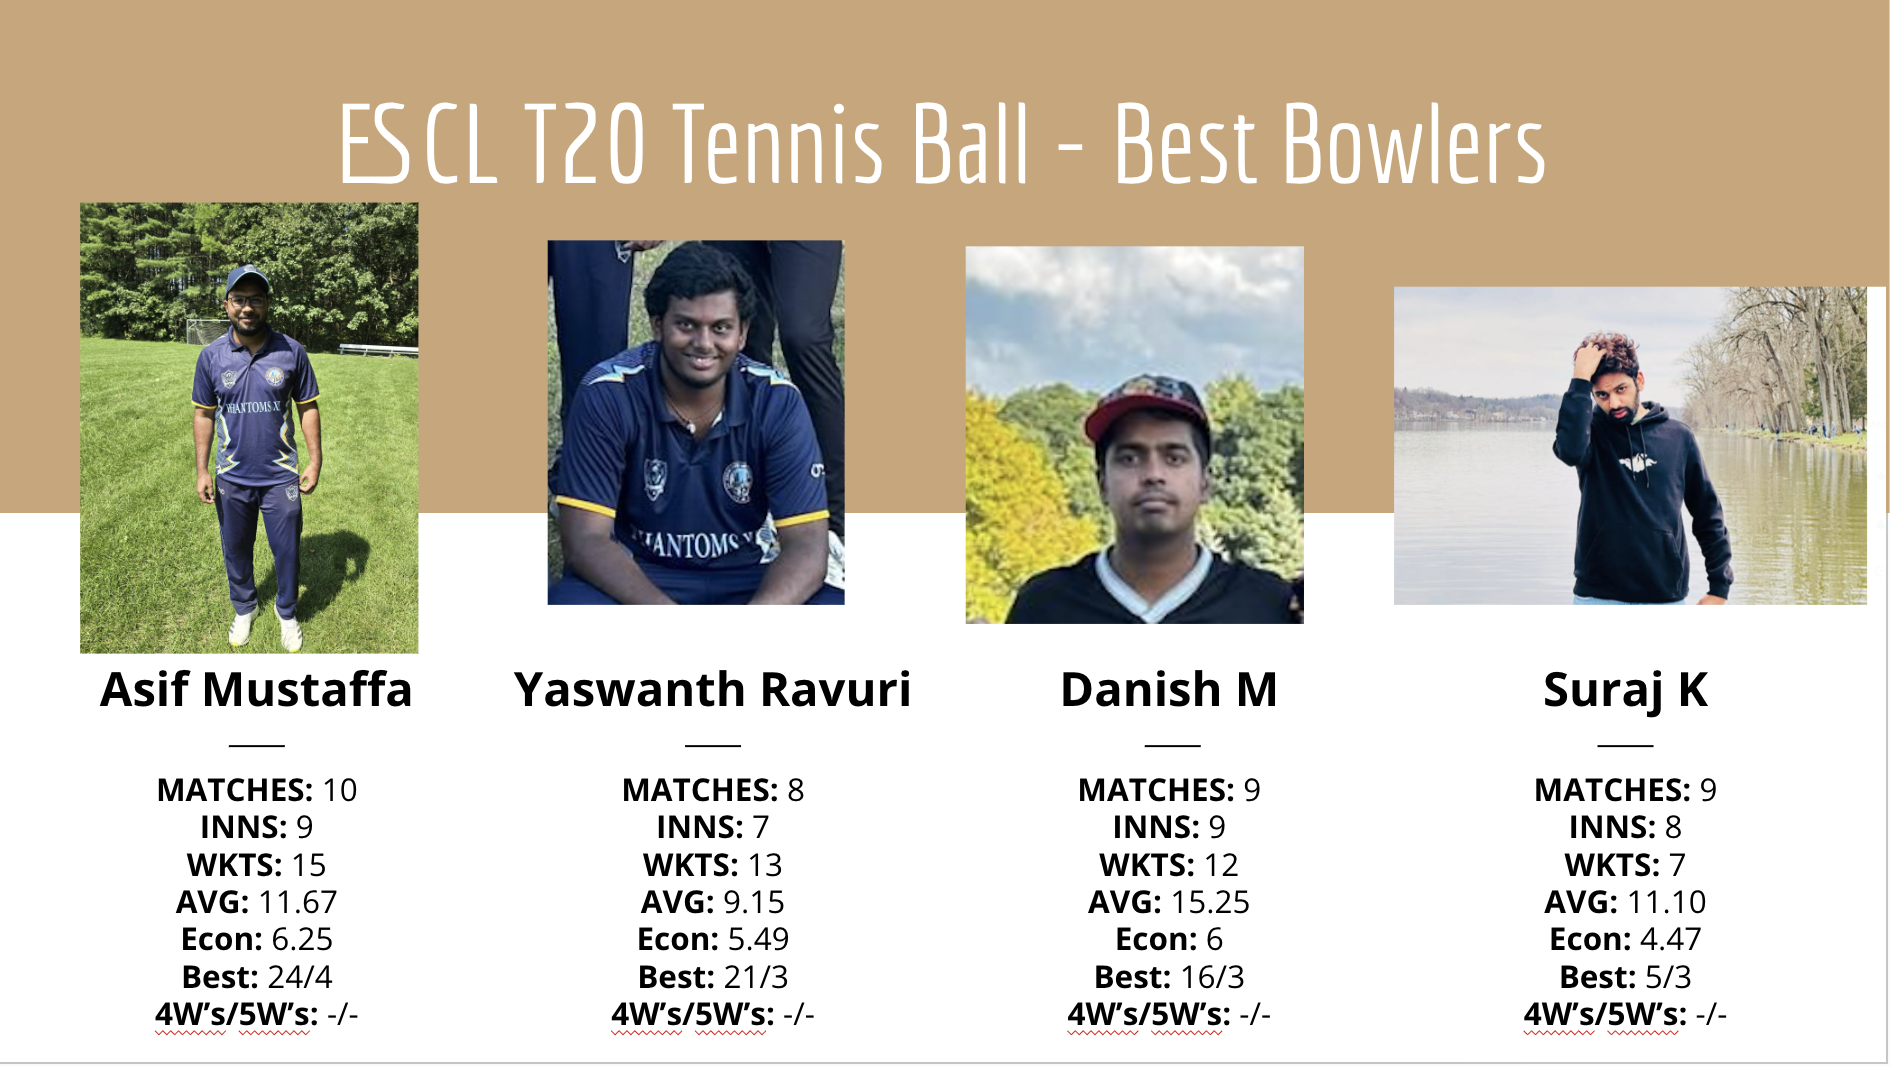 ESCL T20 Tennis Ball - Best Bowlers
Asif Mustaffa
MATCHES: 10
INNS: 9
WKTS: 15
AVG: 11.67
Econ: 6.25
Best: 24/4
4W's/5W's: -/-
Yaswanth Ravuri
MATCHES: 8
INNS: 7
WKTS: 13
AVG: 9.15
Econ: 5.49
Best: 21/3
4W's/5W's: -/-
Danish M
MATCHES: 9
INNS: 9
WKTS: 12
AVG: 15.25
Econ: 6
Best: 16/3
4W's/5W's: -/-
Suraj K
MATCHES: 9
INNS: 8
WKTS: 7
AVG: 11.10
Econ: 4.47
Best: 5/3
4W's/5W's: -/-